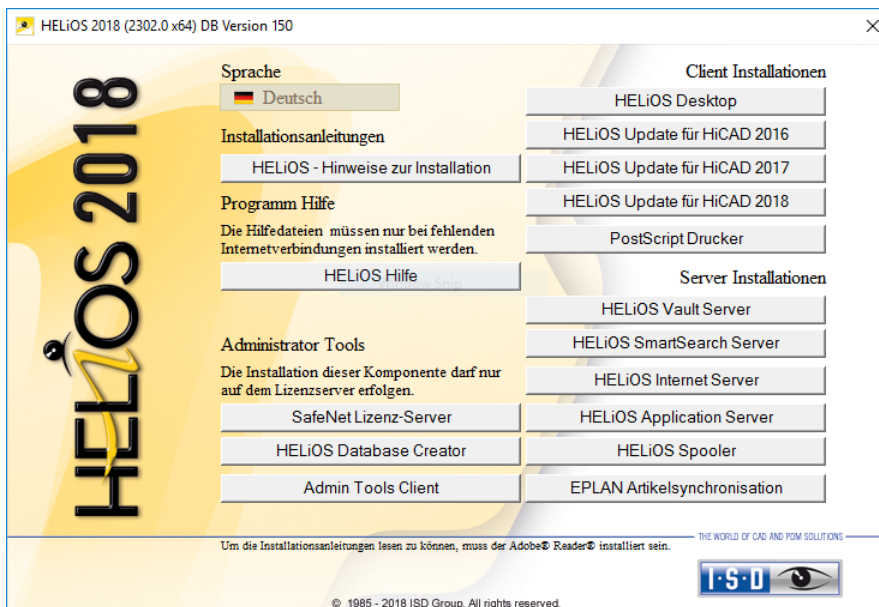 HELiOS 2018 (2302.0 x64) DB Version 150
HELiOS 2018
Sprache
Deutsch
Installationsanleitungen
HELiOS - Hinweise zur Installation
Programm Hilfe
Die Hilfedateien müssen nur bei fehlenden
Internetverbindungen installiert werden.
HELiOS Hilfe
Window Snip
Administrator Tools
Die Installation dieser Komponente darf nur
auf dem Lizenzserver erfolgen.
SafeNet Lizenz-Server
HELiOS Database Creator
Admin Tools Client
Client Installationen
HELiOS Desktop
HELiOS Update für HiCAD 2016
HELiOS Update für HiCAD 2017
HELiOS Update für HiCAD 2018
PostScript Drucker
Server Installationen
HELiOS Vault Server
HELiOS SmartSearch Server
HELiOS Internet Server
HELiOS Application Server
HELiOS Spooler
EPLAN Artikelsynchronisation
Um die Installationsanleitungen lesen zu können, muss der Adobe® Reader® installiert sein.
THE WORLD OF CAD AND PDM SOLUTIONS
I·S·D
© 1985 - 2018 ISD Group. All rights reserved.